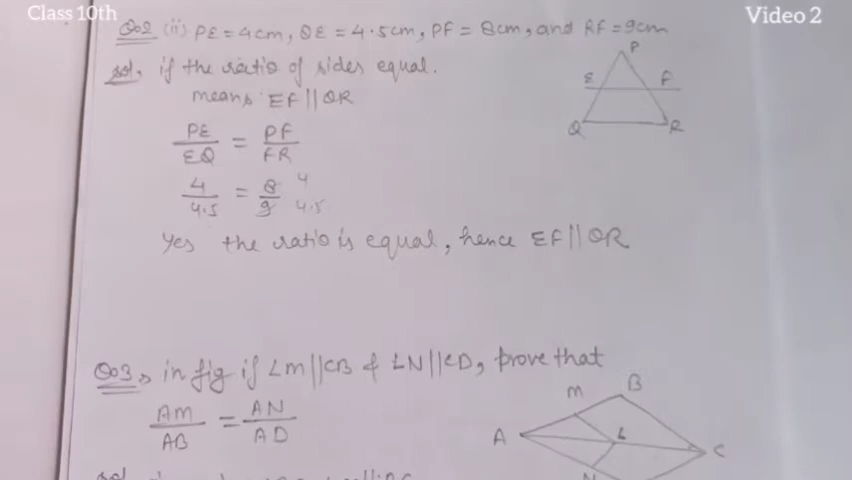 Class 10th
Video 2
Q02 (ii) PE = 4cm, QE = 4.5cm, PF = 8cm, and RF = 9cm
sol. if the ratio of sides equal.
means EF || QR
P
E F
Q R
PE/EQ = PF/FR
4/4.5 = 8/9 4 4.5
Yes the ratio is equal, hence EF || QR
Q03, in fig if LM||CB & LN||CD, prove that
AM/AB = AN/AD
M B
A L C
N
sol